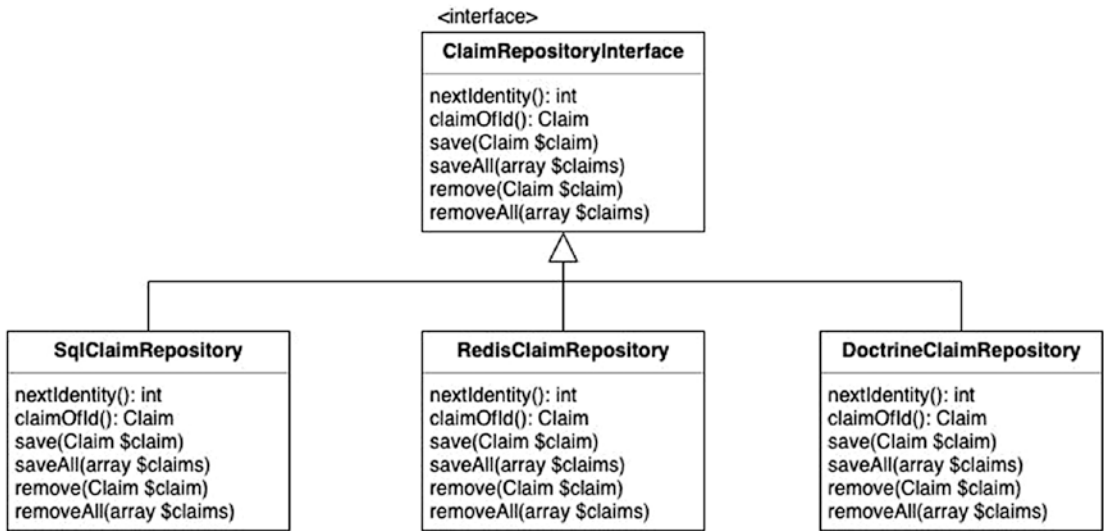 <interface>
ClaimRepositoryInterface
nextIdentity(): int
claimOfId(): Claim
save(Claim $claim)
saveAll(array $claims)
remove(Claim $claim)
removeAll(array $claims)
SqlClaimRepository
nextIdentity(): int
claimOfId(): Claim
save(Claim $claim)
saveAll(array $claims)
remove(Claim $claim)
removeAll(array $claims)
RedisClaimRepository
nextIdentity(): int
claimOfId(): Claim
save(Claim $claim)
saveAll(array $claims)
remove(Claim $claim)
removeAll(array $claims)
DoctrineClaimRepository
nextIdentity(): int
claimOfId(): Claim
save(Claim $claim)
saveAll(array $claims)
remove(Claim $claim)
removeAll(array $claims)